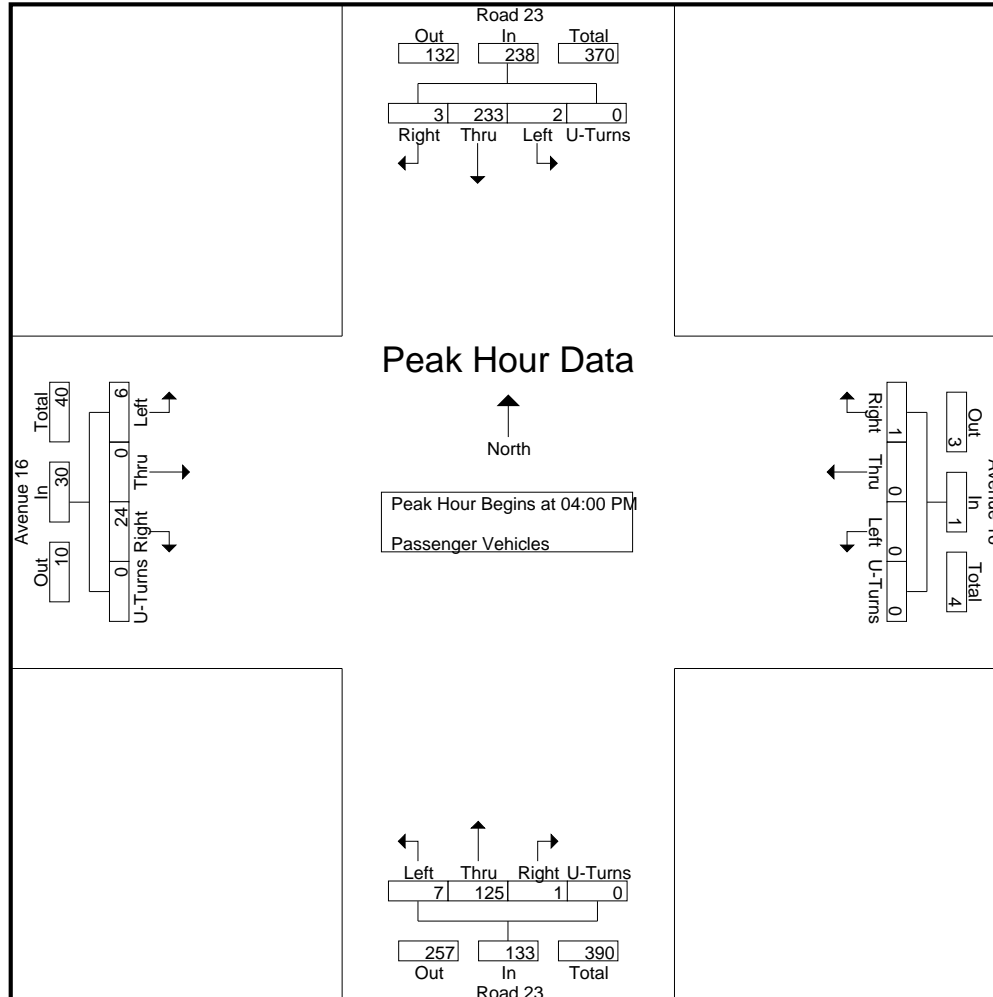 Road 23
Out In Total
132 238 370
3 233 2 0
Right Thru Left U-Turns
Peak Hour Data
North
Peak Hour Begins at 04:00 PM
Passenger Vehicles
Avenue 16
Total In Out
40 30 10
6 0 24 0
Left Thru Right U-Turns
Avenue
Out In Total
3 1 4
1 0 0 0
Right Thru Left U-Turns
Left Thru Right U-Turns
7 125 1 0
257 133 390
Out In Total
Road 23